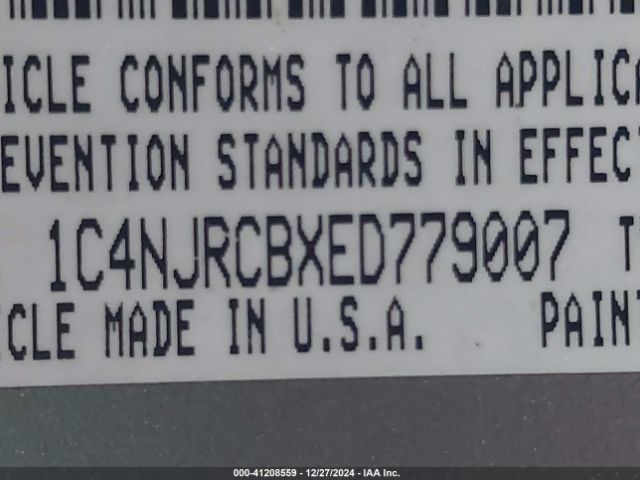 ICLE CONFORMS TO ALL APPLICA
EVENTION STANDARDS IN EFFEC
1C4NJRCBXED779007 T
CLE MADE IN U.S.A. PAIN
000-41208559 - 12/27/2024 - IAA Inc.